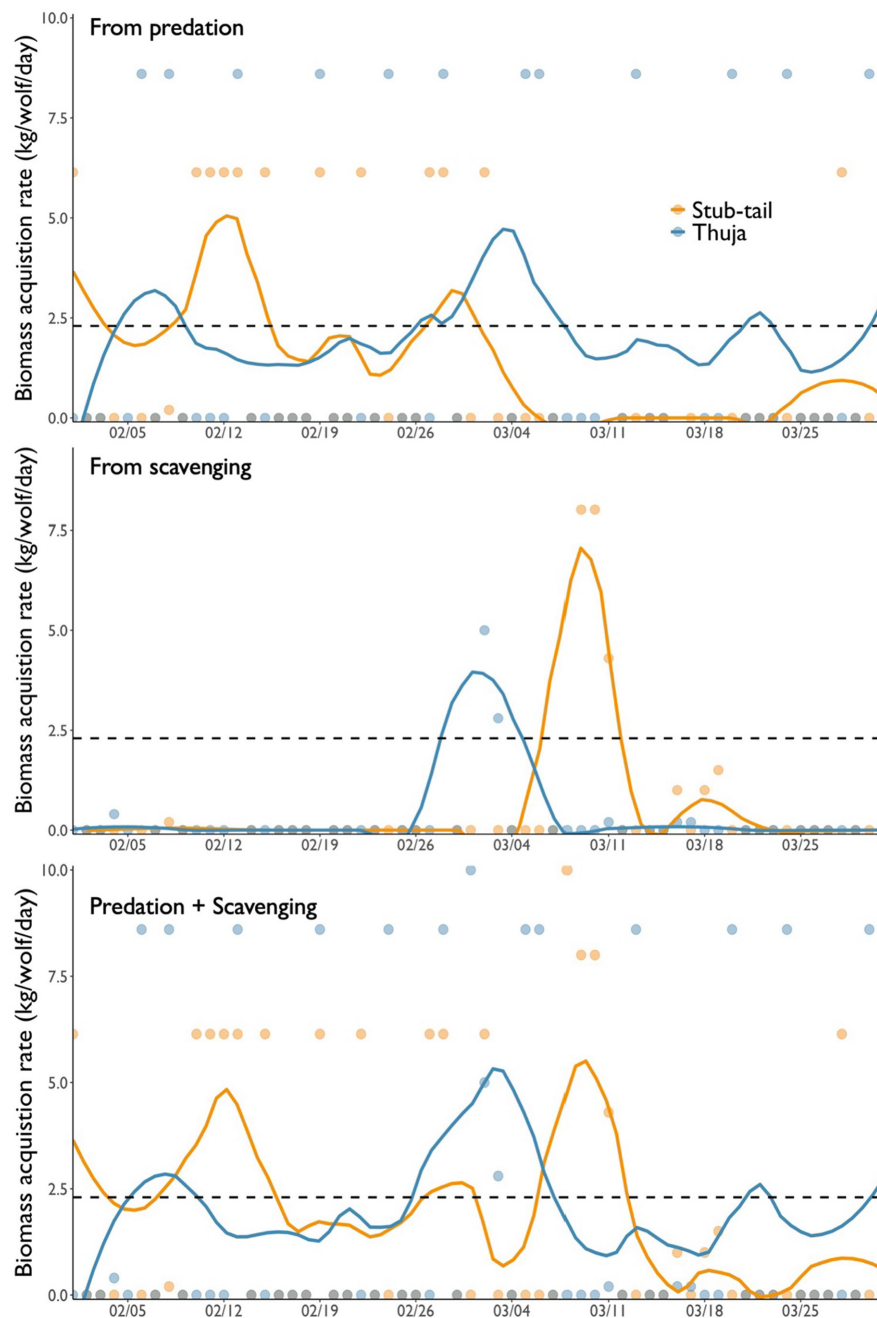 From predation
Biomass acquistion rate (kg/wolf/day)
10.0
7.5
5.0
2.5
0.0
Stub-tail
Thuja
02/05 02/12 02/19 02/26 03/04 03/11 03/18 03/25
From scavenging
Biomass acquistion rate (kg/wolf/day)
7.5
5.0
2.5
0.0
02/05 02/12 02/19 02/26 03/04 03/11 03/18 03/25
Predation + Scavenging
Biomass acquistion rate (kg/wolf/day)
10.0
7.5
5.0
2.5
0.0
02/05 02/12 02/19 02/26 03/04 03/11 03/18 03/25